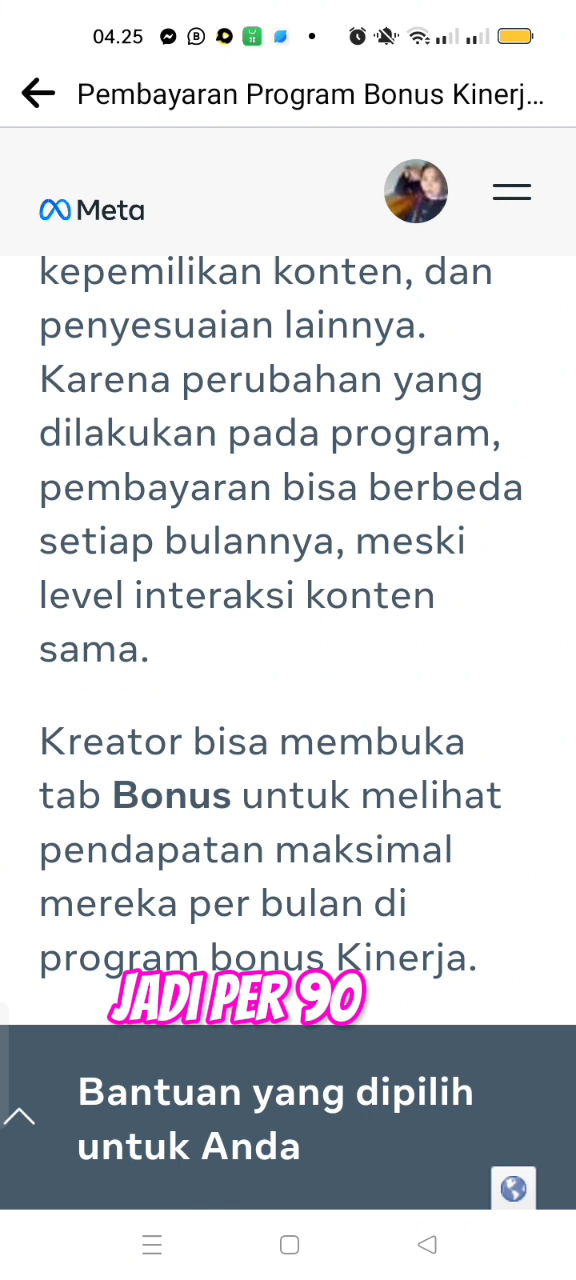 04.25
Pembayaran Program Bonus Kinerj...
Meta
kepemilikan konten, dan
penyesuaian lainnya.
Karena perubahan yang
dilakukan pada program,
pembayaran bisa berbeda
setiap bulannya, meski
level interaksi konten
sama.
Kreator bisa membuka
tab Bonus untuk melihat
pendapatan maksimal
mereka per bulan di
program bonus Kinerja.
JADI PER 90
Bantuan yang dipilih
untuk Anda